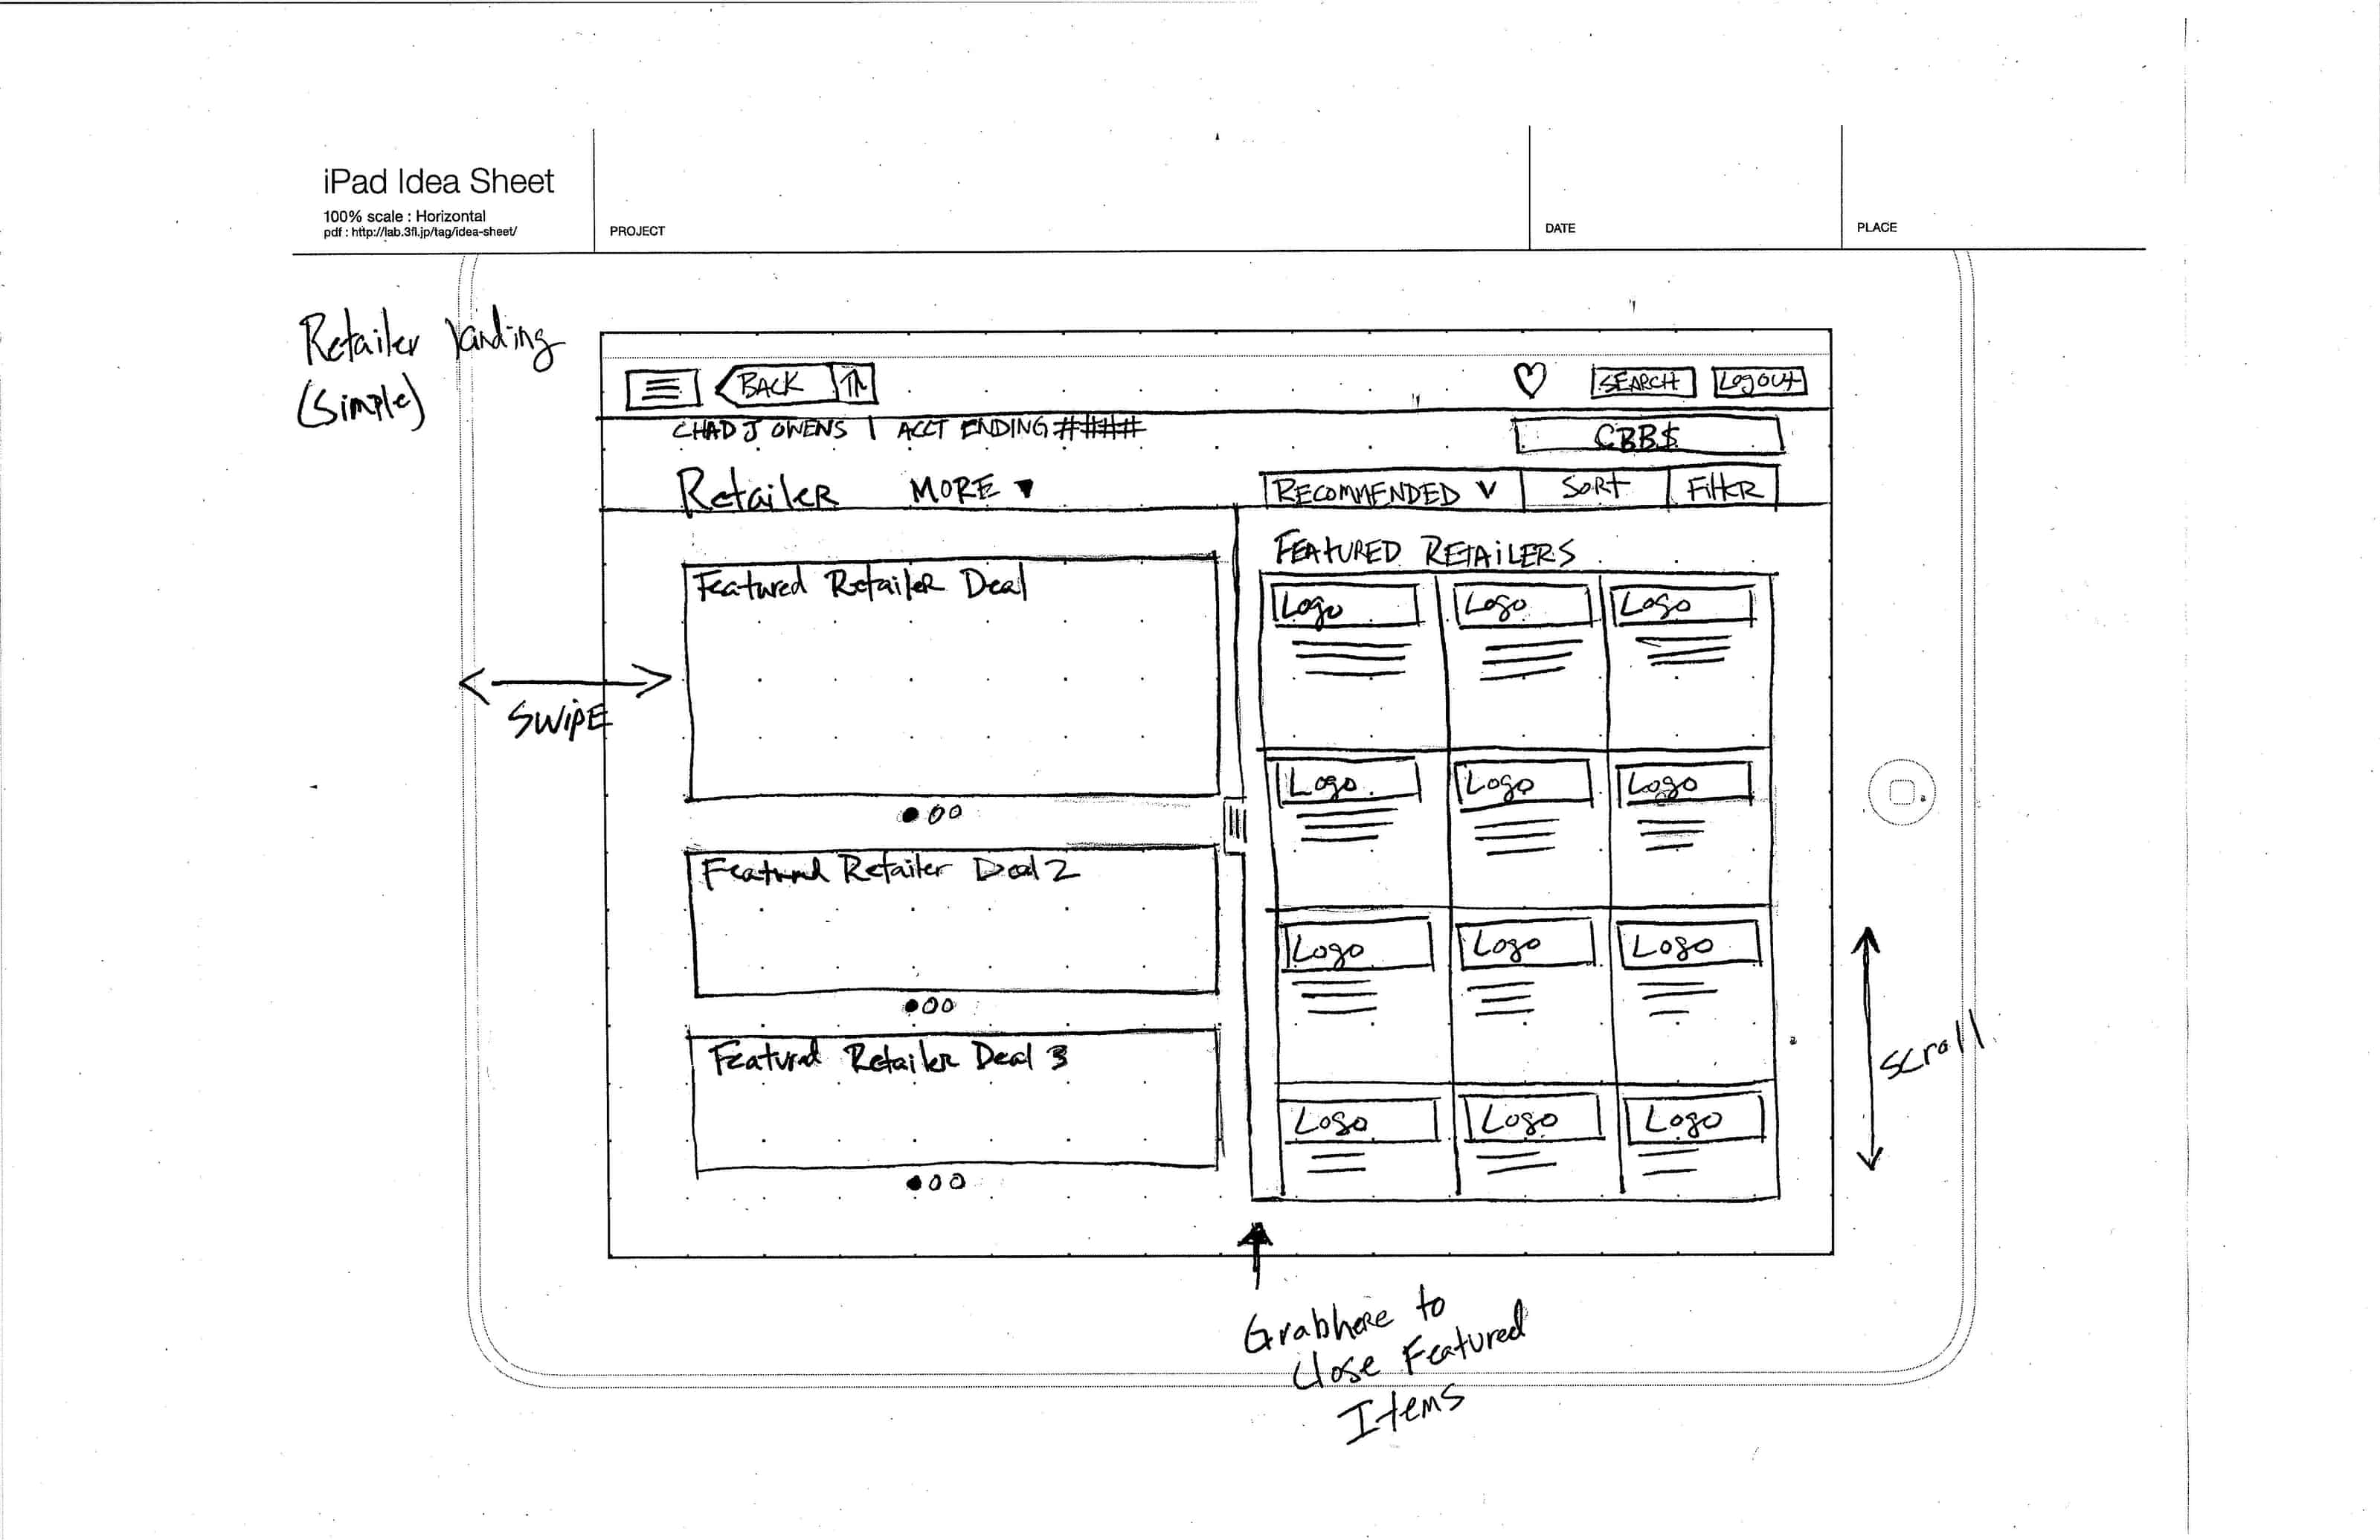 iPad Idea Sheet
100% scale : Horizontal
pdf : http://lab.3fl.jp/tag/idea-sheet/
PROJECT
DATE
PLACE
Retailer landing
(Simple)
BACK
SEARCH
Logout
CHAD J OWENS | ACCT ENDING ####
CBB$
Retailer MORE ▼
RECOMMENDED V
SORT
Filter
FEATURED RETAILERS
Featured Retailer Deal
Logo Logo Logo
SWIPE
Logo Logo Logo
Featured Retailer Deal 2
Logo Logo Logo
Scroll
Featured Retailer Deal 3
Logo Logo Logo
Grab here to
Close Featured
Items